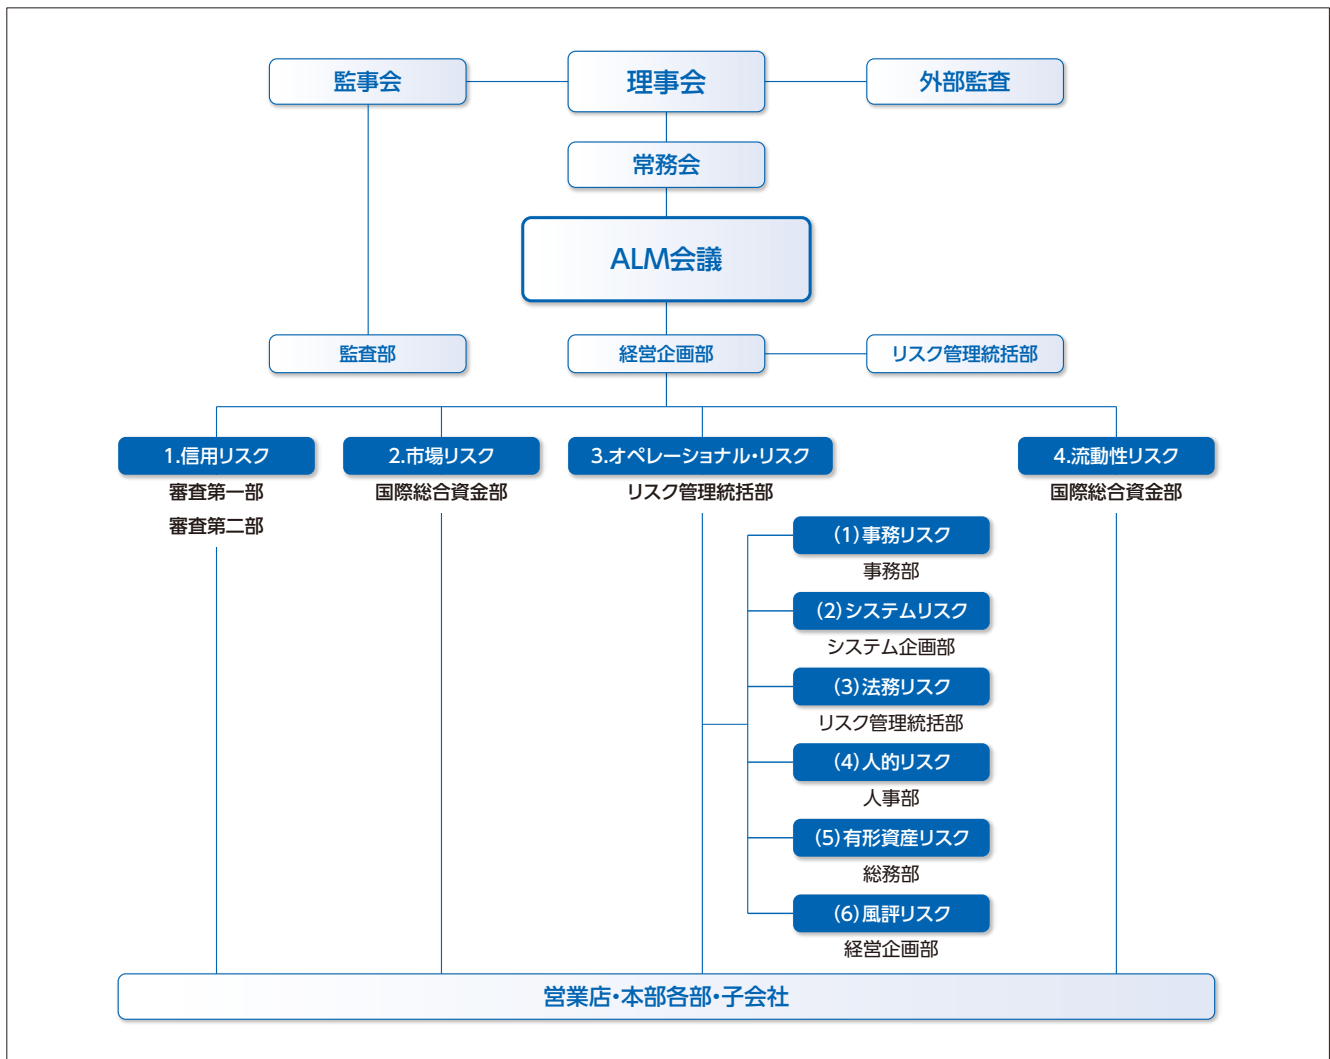 監事会
理事会
外部監査
常務会
ALM会議
監査部
経営企画部
リスク管理統括部
1.信用リスク
審査第一部
審査第二部
2.市場リスク
国際総合資金部
3.オペレーショナル・リスク
リスク管理統括部
(1)事務リスク
事務部
(2)システムリスク
システム企画部
(3)法務リスク
リスク管理統括部
(4)人的リスク
人事部
(5)有形資産リスク
総務部
(6)風評リスク
経営企画部
4.流動性リスク
国際総合資金部
営業店・本部各部・子会社